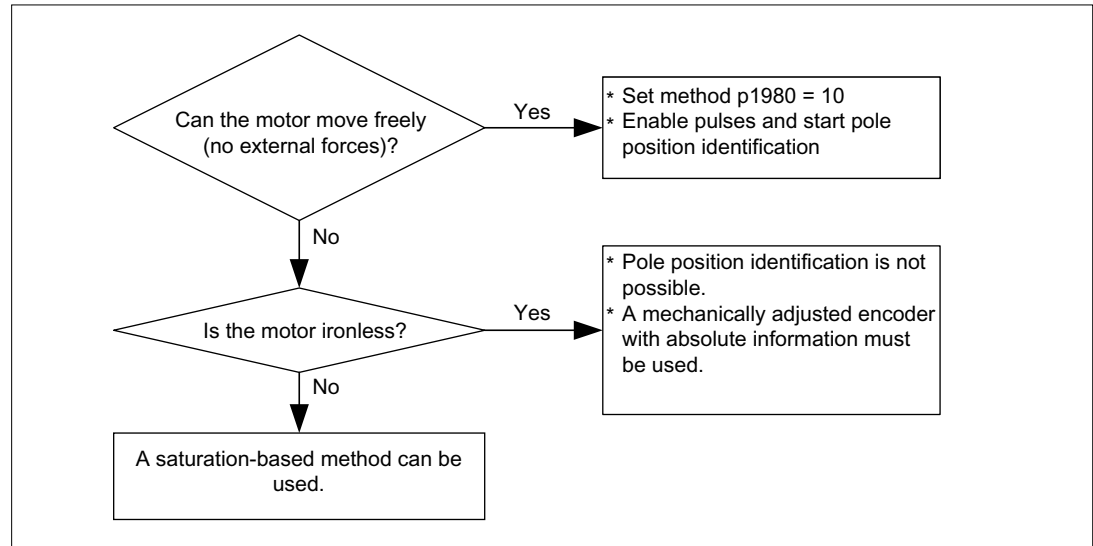 Can the motor move freely
(no external forces)?
Yes
* Set method p1980 = 10
* Enable pulses and start pole
position identification
No
Is the motor ironless?
Yes
* Pole position identification is not
possible.
* A mechanically adjusted encoder
with absolute information must
be used.
No
A saturation-based method can be
used.